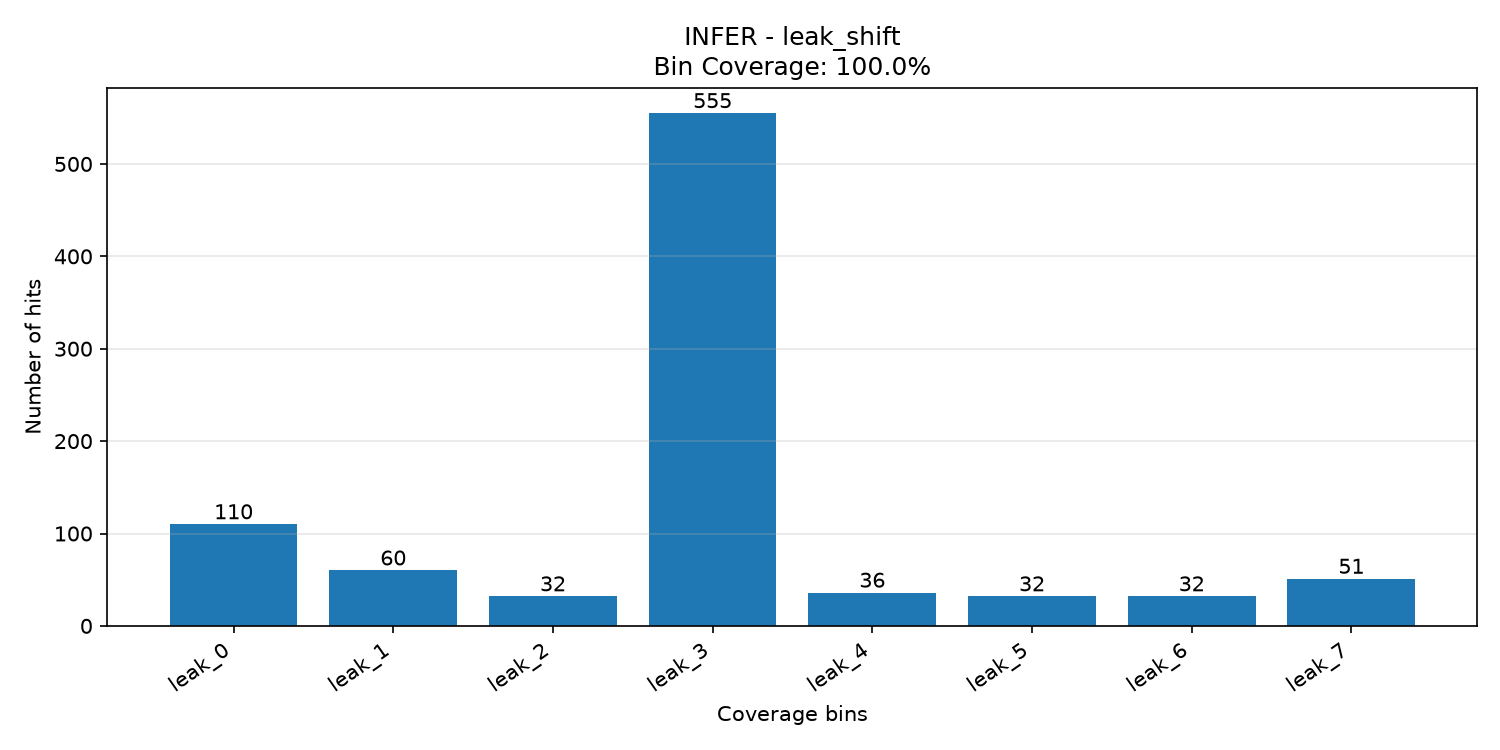 INFER - leak_shift
Bin Coverage: 100.0%
555
500
400
300
200
100
0
Number of hits
110
60
32
36
32
32
51
leak_0
leak_1
leak_2
leak_3
leak_4
leak_5
leak_6
leak_7
Coverage bins